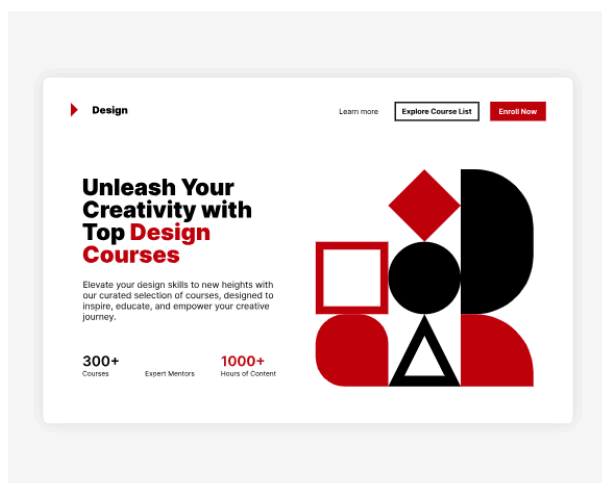 Design
Learn more
Explore Course List
Enroll Now
Unleash Your
Creativity with
Top Design
Courses
Elevate your design skills to new heights with
our curated selection of courses, designed to
inspire, educate, and empower your creative
journey.
300+
Courses
Expert Mentors
1000+
Hours of Content